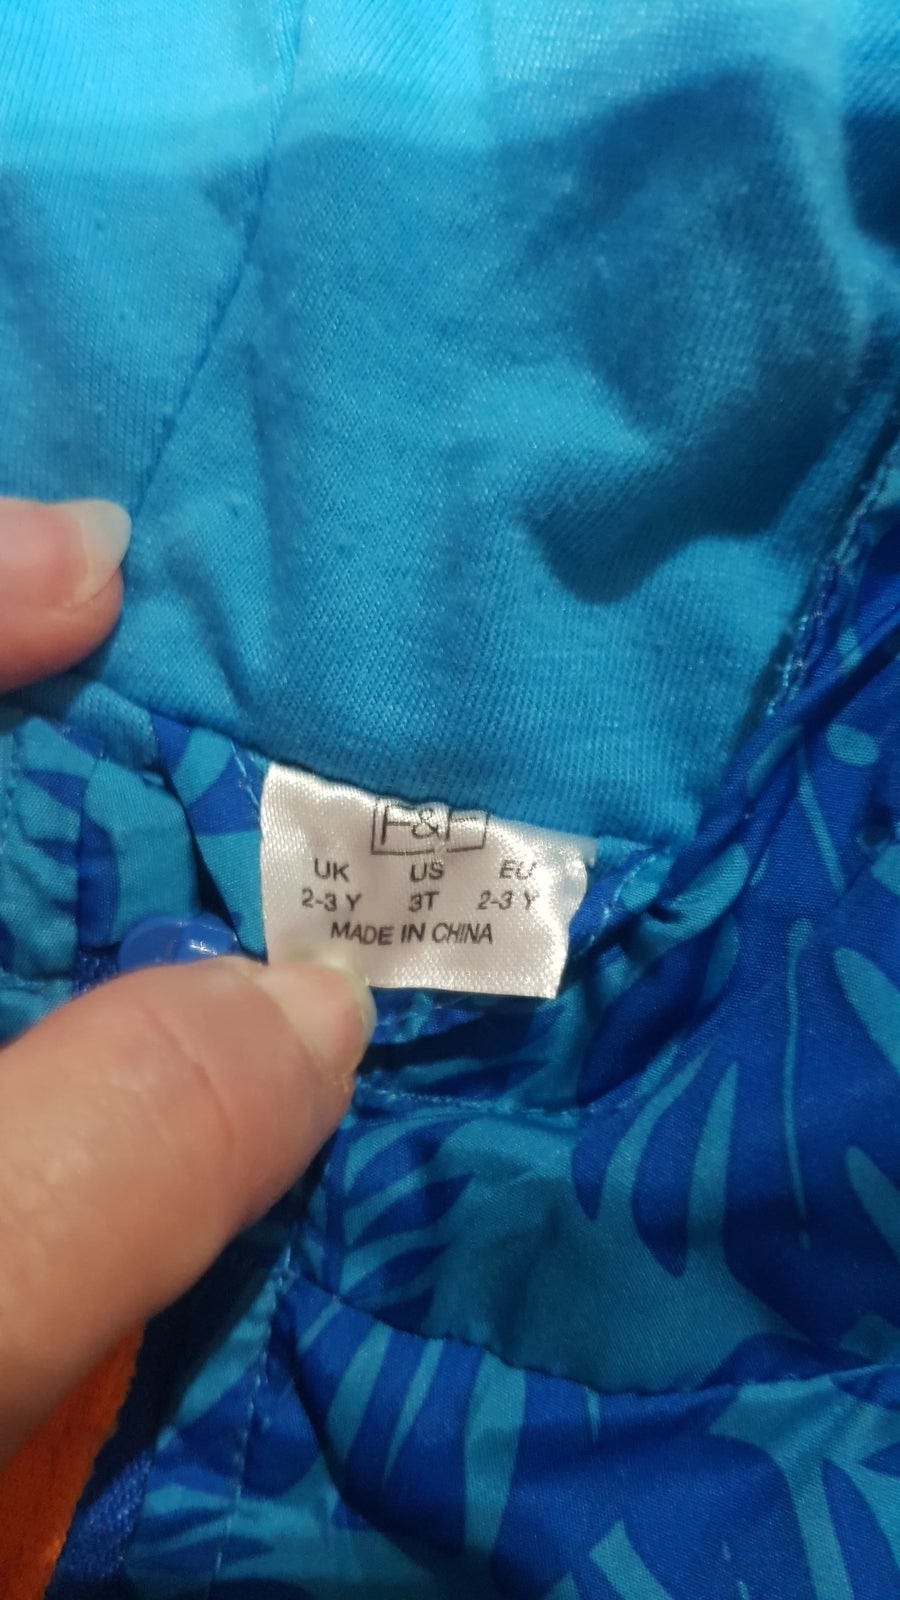 F&F
UK US EU
2-3 Y 3T 2-3 Y
MADE IN CHINA